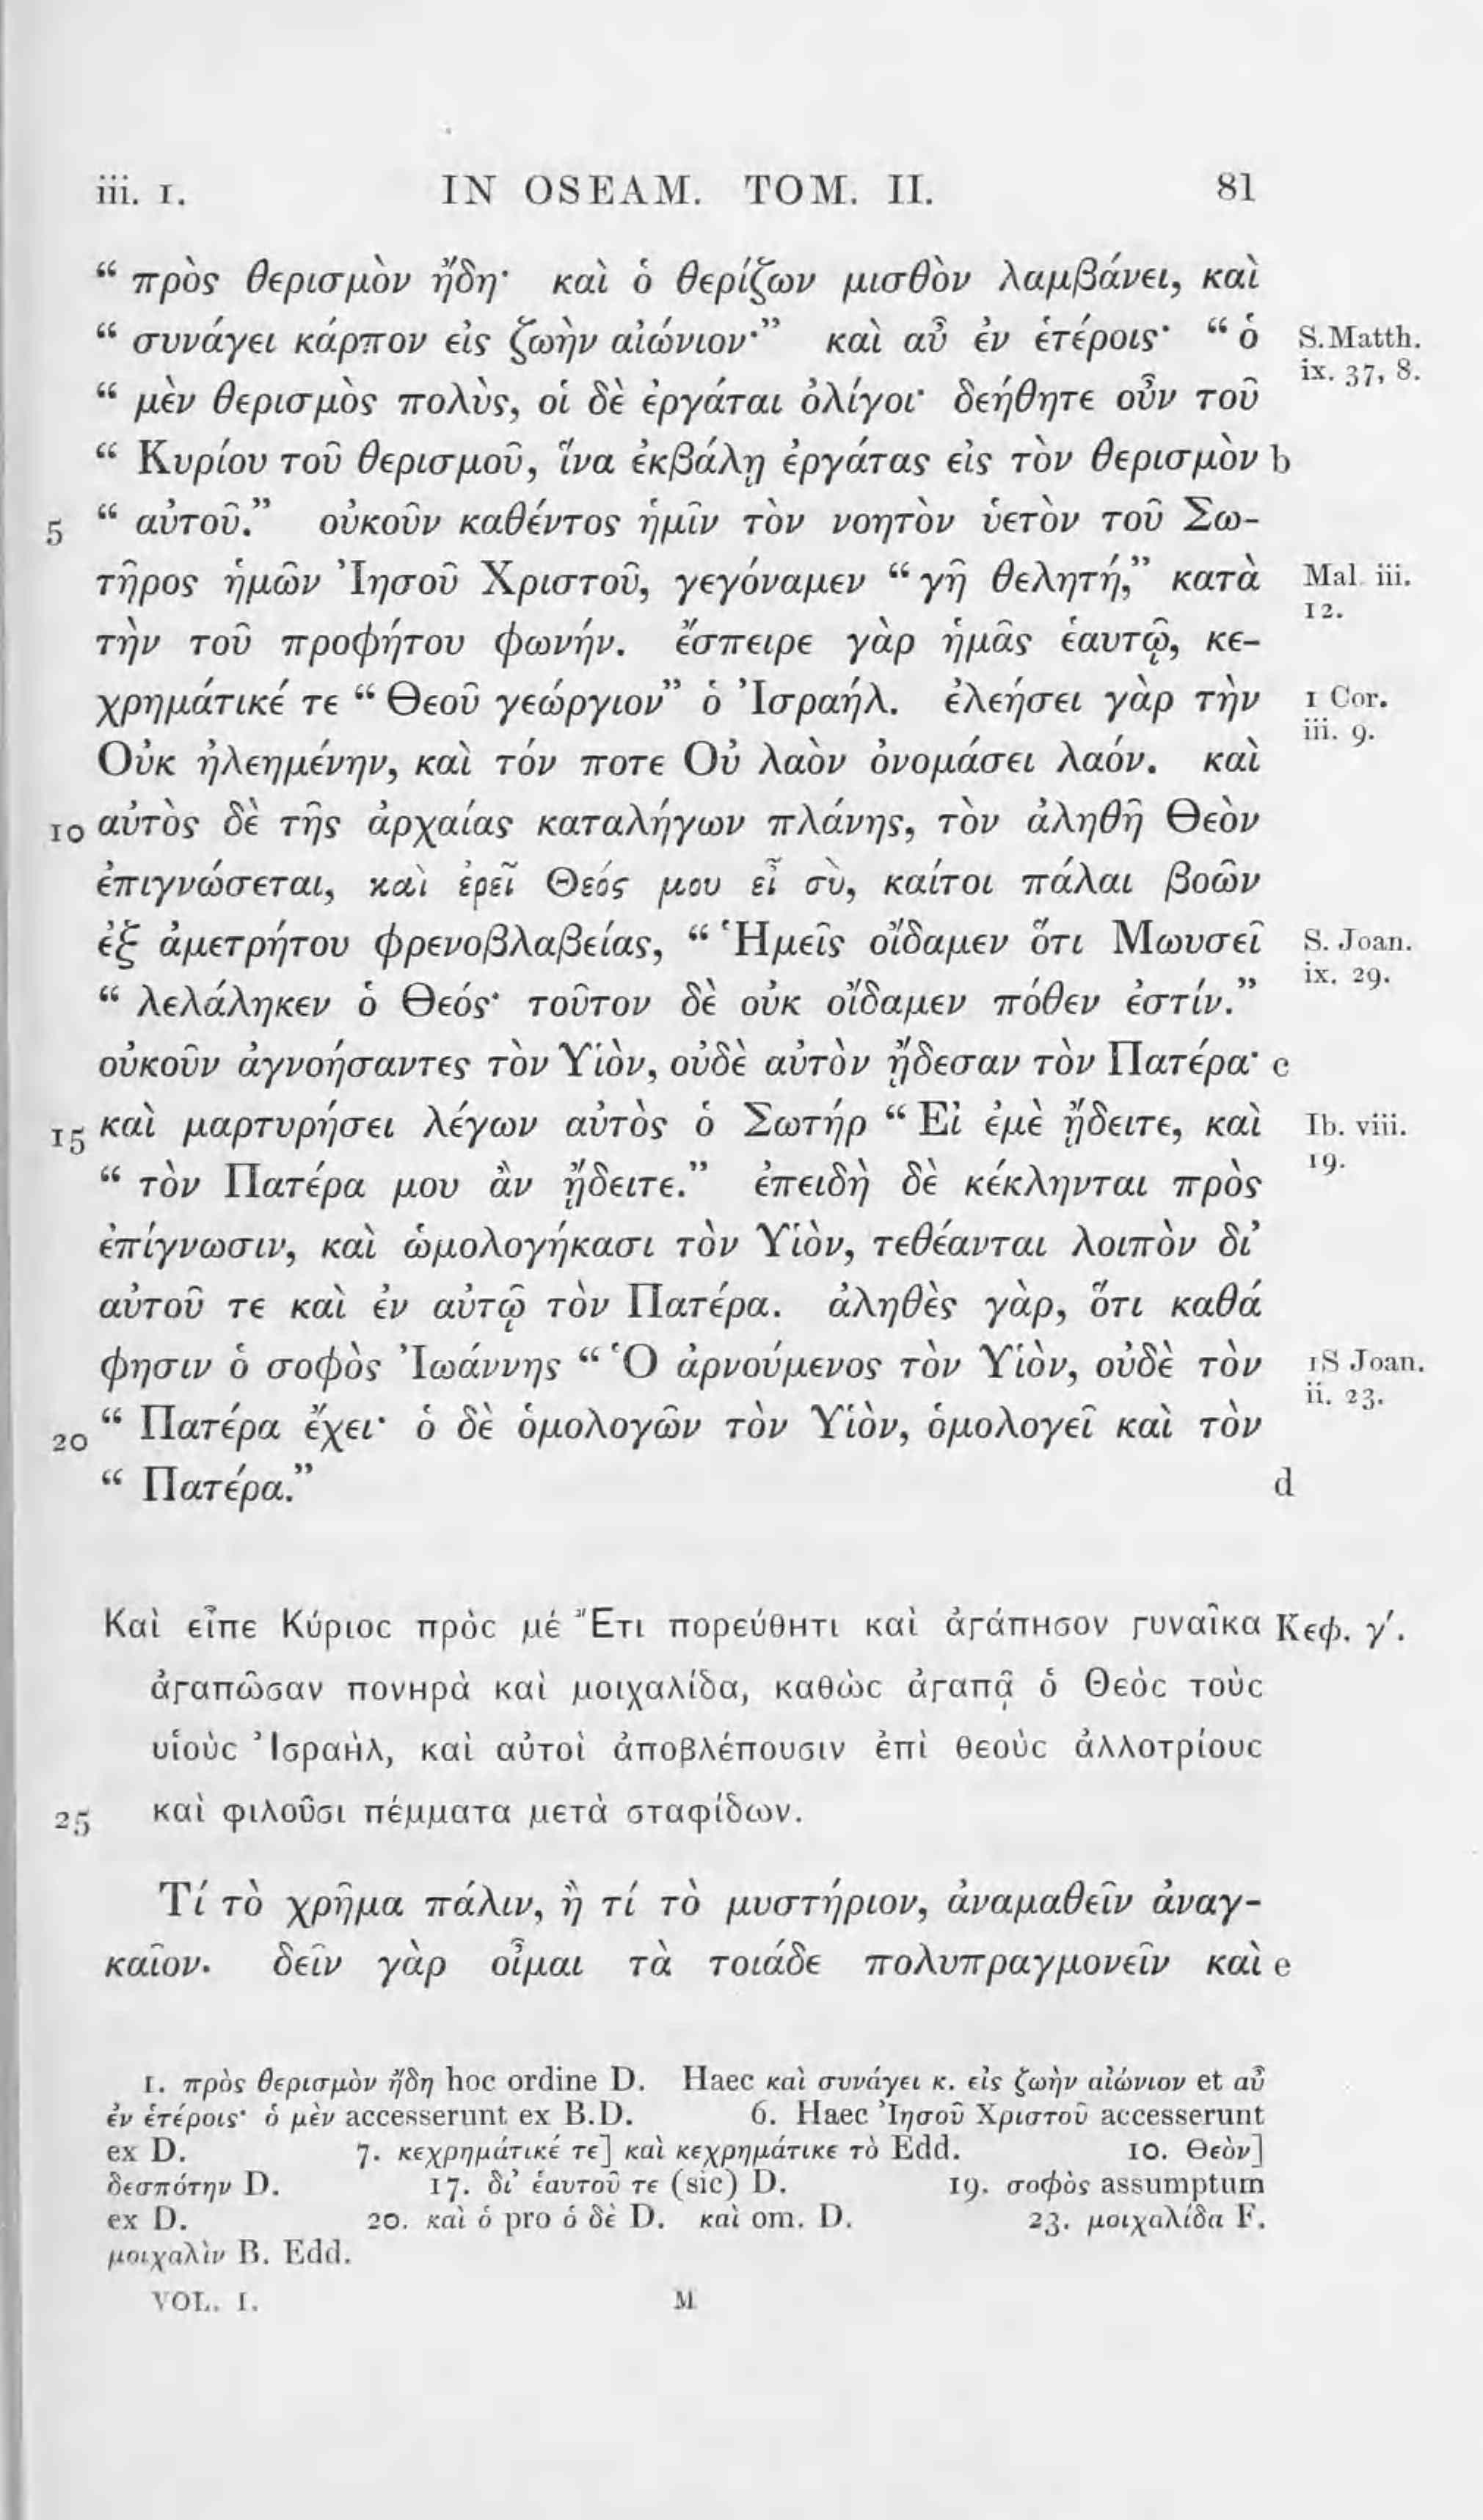 iii. 1. IN OSEAM. TOM. II. 81
“ πρὸς θερισμὸν ἤδη· καὶ ὁ θερίζων μισθὸν λαμβάνει, καὶ
“ συνάγει κάρπον εἰς ζωὴν αἰώνιον·” καὶ αὖ ἐν ἑτέροις· “ ὁ S. Matth.
ix. 37, 8.
“ μὲν θερισμὸς πολὺς, οἱ δὲ ἐργάται ὀλίγοι· δεήθητε οὖν τοῦ
“ Κυρίου τοῦ θερισμοῦ, ἵνα ἐκβάλῃ ἐργάτας εἰς τὸν θερισμὸν b
5 “ αὐτοῦ.” οὐκοῦν καθέντος ἡμῖν τὸν νοητὸν ὑετὸν τοῦ Σω-
τῆρος ἡμῶν Ἰησοῦ Χριστοῦ, γεγόναμεν “ γῆ θελητή,” κατὰ Mal. iii.
12.
τὴν τοῦ προφήτου φωνήν. ἔσπειρε γὰρ ἡμᾶς ἑαυτῷ, κε-
χρημάτικέ τε “ Θεοῦ γεώργιον” ὁ Ἰσραήλ. ἐλεήσει γὰρ τὴν 1 Cor.
iii. 9.
Οὐκ ἠλεημένην, καὶ τόν ποτε Οὐ λαὸν ὀνομάσει λαόν. καὶ
10 αὐτὸς δὲ τῆς ἀρχαίας καταλήγων πλάνης, τὸν ἀληθῆ Θεὸν
ἐπιγνώσεται, καὶ ἐρεῖ Θεός μου εἶ σὺ, καίτοι πάλαι βοῶν
ἐξ ἀμετρήτου φρενοβλαβείας, “ Ἡμεῖς οἴδαμεν ὅτι Μωυσεῖ S. Joan.
ix. 29.
“ λελάληκεν ὁ Θεός· τοῦτον δὲ οὐκ οἴδαμεν πόθεν ἐστίν.”
οὐκοῦν ἀγνοήσαντες τὸν Υἱὸν, οὐδὲ αὐτὸν ᾔδεσαν τὸν Πατέρα· c
15 καὶ μαρτυρήσει λέγων αὐτὸς ὁ Σωτήρ “ Εἰ ἐμὲ ᾔδειτε, καὶ Ib. viii.
19.
“ τὸν Πατέρα μου ἂν ᾔδειτε.” ἐπειδὴ δὲ κέκληνται πρὸς
ἐπίγνωσιν, καὶ ὡμολογήκασι τὸν Υἱὸν, τεθέανται λοιπὸν δι’
αὐτοῦ τε καὶ ἐν αὐτῷ τὸν Πατέρα. ἀληθὲς γὰρ, ὅτι καθά
φησιν ὁ σοφὸς Ἰωάννης “ Ὁ ἀρνούμενος τὸν Υἱὸν, οὐδὲ τὸν 1 S Joan.
ii. 23.
20 “ Πατέρα ἔχει· ὁ δὲ ὁμολογῶν τὸν Υἱὸν, ὁμολογεῖ καὶ τὸν
“ Πατέρα.” d
Καὶ εἶπε Κύριος πρὸς μέ Ἔτι πορεύθητι καὶ ἀγάπησον γυναῖκα Κεφ. γ΄.
ἀγαπῶσαν πονηρὰ καὶ μοιχαλίδα, καθὼς ἀγαπᾷ ὁ Θεὸς τοὺς
υἱοὺς Ἰσραὴλ, καὶ αὐτοὶ ἀποβλέπουσιν ἐπὶ θεοὺς ἀλλοτρίους
25 καὶ φιλοῦσι πέμματα μετὰ σταφίδων.
Τί τὸ χρῆμα πάλιν, ἢ τί τὸ μυστήριον, ἀναμαθεῖν ἀναγ-
καῖον. δεῖν γὰρ οἶμαι τὰ τοιάδε πολυπραγμονεῖν καὶ e
1. πρὸς θερισμὸν ἤδη hoc ordine D. Haec καὶ συνάγει κ. εἰς ζωὴν αἰώνιον et αὖ
ἐν ἑτέροις· ὁ μὲν accesserunt ex B.D. 6. Haec Ἰησοῦ Χριστοῦ accesserunt
ex D. 7. κεχρημάτικέ τε] καὶ κεχρημάτικε τὸ Edd. 10. Θεὸν]
δεσπότην D. 17. δι’ ἑαυτοῦ τε (sic) D. 19. σοφὸς assumptum
ex D. 20. καὶ ὁ pro ὁ δὲ D. καὶ om. D. 23. μοιχαλίδα F.
μοιχαλὶν B. Edd.
VOL. I. M